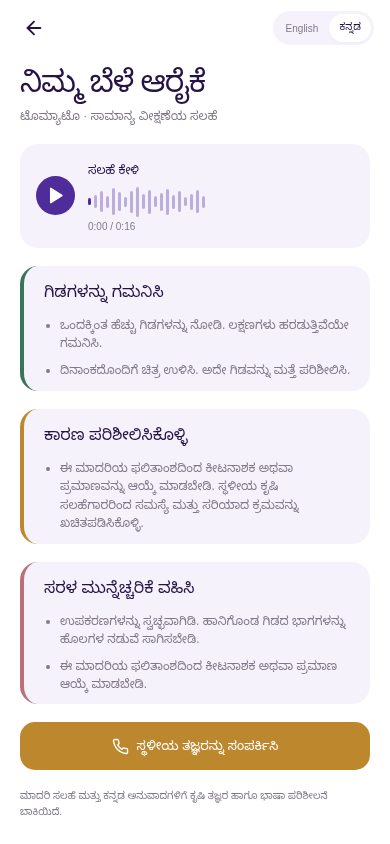 English ಕನ್ನಡ
ನಿಮ್ಮ ಬೆಳೆ ಆರೈಕೆ
ಟೊಮ್ಯಾಟೊ · ಸಾಮಾನ್ಯ ವೀಕ್ಷಣೆಯ ಸಲಹೆ
ಸಲಹೆ ಕೇಳಿ
0:00 / 0:16
ಗಿಡಗಳನ್ನು ಗಮನಿಸಿ
• ಒಂದಕ್ಕಿಂತ ಹೆಚ್ಚು ಗಿಡಗಳನ್ನು ನೋಡಿ. ಲಕ್ಷಣಗಳು ಹರಡುತ್ತಿವೆಯೇ
ಗಮನಿಸಿ.
• ದಿನಾಂಕದೊಂದಿಗೆ ಚಿತ್ರ ಉಳಿಸಿ. ಅದೇ ಗಿಡವನ್ನು ಮತ್ತೆ ಪರಿಶೀಲಿಸಿ.
ಕಾರಣ ಪರಿಶೀಲಿಸಿಕೊಳ್ಳಿ
• ಈ ಮಾದರಿಯ ಫಲಿತಾಂಶದಿಂದ ಕೀಟನಾಶಕ ಅಥವಾ
ಪ್ರಮಾಣವನ್ನು ಆಯ್ಕೆ ಮಾಡಬೇಡಿ. ಸ್ಥಳೀಯ ಕೃಷಿ
ಸಲಹೆಗಾರರಿಂದ ಸಮಸ್ಯೆ ಮತ್ತು ಸರಿಯಾದ ಕ್ರಮವನ್ನು
ಖಚಿತಪಡಿಸಿಕೊಳ್ಳಿ.
ಸರಳ ಮುನ್ನೆಚ್ಚರಿಕೆ ವಹಿಸಿ
• ಉಪಕರಣಗಳನ್ನು ಸ್ವಚ್ಛವಾಗಿಡಿ. ಹಾನಿಗೊಂಡ ಗಿಡದ ಭಾಗಗಳನ್ನು
ಹೊಲಗಳ ನಡುವೆ ಸಾಗಿಸಬೇಡಿ.
• ಈ ಮಾದರಿಯ ಫಲಿತಾಂಶದಿಂದ ಕೀಟನಾಶಕ ಅಥವಾ ಪ್ರಮಾಣ
ಆಯ್ಕೆ ಮಾಡಬೇಡಿ.
ಸ್ಥಳೀಯ ತಜ್ಞರನ್ನು ಸಂಪರ್ಕಿಸಿ
ಮಾದರಿ ಸಲಹೆ ಮತ್ತು ಕನ್ನಡ ಅನುವಾದಗಳಿಗೆ ಕೃಷಿ ತಜ್ಞರ ಹಾಗೂ ಭಾಷಾ ಪರಿಶೀಲನೆ
ಬಾಕಿಯಿದೆ.